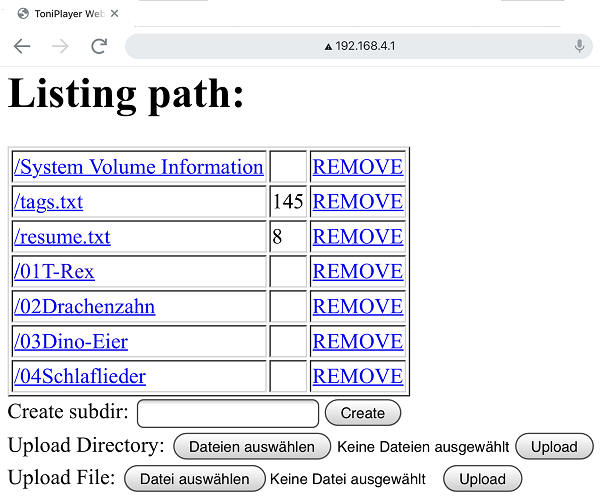 ToniPlayer Web
192.168.4.1
Listing path:
/System Volume Information REMOVE
/tags.txt 145 REMOVE
/resume.txt 8 REMOVE
/01T-Rex REMOVE
/02Drachenzahn REMOVE
/03Dino-Eier REMOVE
/04Schlaflieder REMOVE
Create subdir: Create
Upload Directory: Dateien auswählen Keine Dateien ausgewählt Upload
Upload File: Datei auswählen Keine Datei ausgewählt Upload